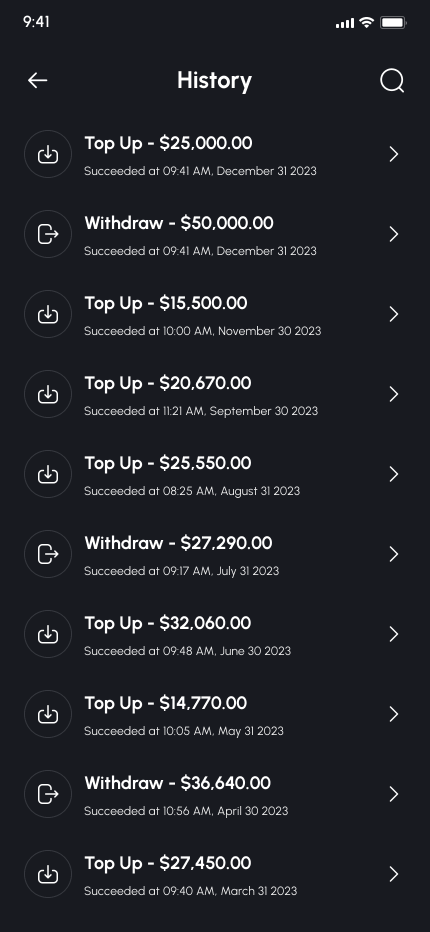 9:41
History
Top Up - $25,000.00
Succeeded at 09:41 AM, December 31 2023
Withdraw - $50,000.00
Succeeded at 09:41 AM, December 31 2023
Top Up - $15,500.00
Succeeded at 10:00 AM, November 30 2023
Top Up - $20,670.00
Succeeded at 11:21 AM, September 30 2023
Top Up - $25,550.00
Succeeded at 08:25 AM, August 31 2023
Withdraw - $27,290.00
Succeeded at 09:17 AM, July 31 2023
Top Up - $32,060.00
Succeeded at 09:48 AM, June 30 2023
Top Up - $14,770.00
Succeeded at 10:05 AM, May 31 2023
Withdraw - $36,640.00
Succeeded at 10:56 AM, April 30 2023
Top Up - $27,450.00
Succeeded at 09:40 AM, March 31 2023